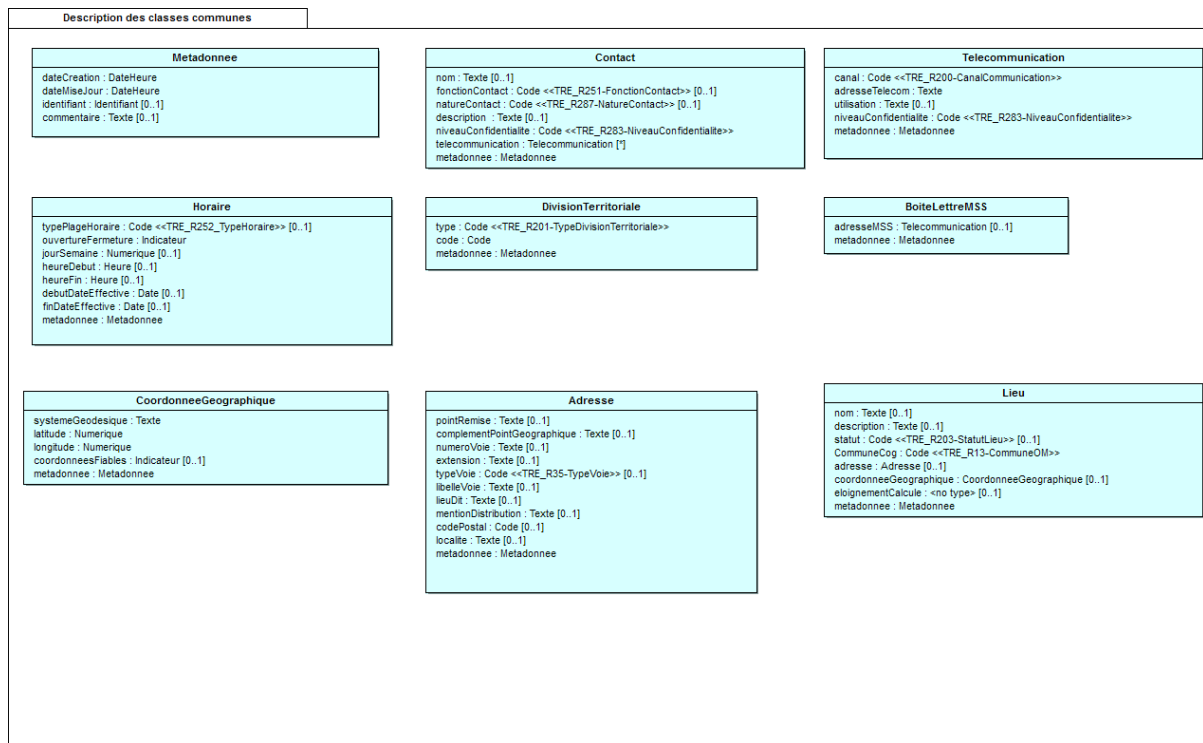 Description des classes communes
Metadonnee
dateCreation : DateHeure
dateMiseJour : DateHeure
identifiant : Identifiant [0..1]
commentaire : Texte [0..1]
Contact
nom : Texte [0..1]
fonctionContact : Code <<TRE_R251-FonctionContact>> [0..1]
natureContact : Code <<TRE_R287-NatureContact>> [0..1]
description : Texte [0..1]
niveauConfidentialite : Code <<TRE_R283-NiveauConfidentialite>>
telecommunication : Telecommunication [*]
metadonnee : Metadonnee
Telecommunication
canal : Code <<TRE_R200-CanalCommunication>>
adresseTelecom : Texte
utilisation : Texte [0..1]
niveauConfidentialite : Code <<TRE_R283-NiveauConfidentialite>>
metadonnee : Metadonnee
Horaire
typePlageHoraire : Code <<TRE_R252_TypeHoraire>> [0..1]
ouvertureFermeture : Indicateur
jourSemaine : Numerique [0..1]
heureDebut : Heure [0..1]
heureFin : Heure [0..1]
debutDateEffective : Date [0..1]
finDateEffective : Date [0..1]
metadonnee : Metadonnee
DivisionTerritoriale
type : Code <<TRE_R201-TypeDivisionTerritoriale>>
code : Code
metadonnee : Metadonnee
BoiteLettreMSS
adresseMSS : Telecommunication [0..1]
metadonnee : Metadonnee
CoordonneeGeographique
systemeGeodesique : Texte
latitude : Numerique
longitude : Numerique
coordonneesFiables : Indicateur [0..1]
metadonnee : Metadonnee
Adresse
pointRemise : Texte [0..1]
complementPointGeographique : Texte [0..1]
numeroVoie : Texte [0..1]
extension : Texte [0..1]
typeVoie : Code <<TRE_R35-TypeVoie>> [0..1]
libelleVoie : Texte [0..1]
lieuDit : Texte [0..1]
mentionDistribution : Texte [0..1]
codePostal : Code [0..1]
localite : Texte [0..1]
metadonnee : Metadonnee
Lieu
nom : Texte [0..1]
description : Texte [0..1]
statut : Code <<TRE_R203-StatutLieu>> [0..1]
CommuneCog : Code <<TRE_R13-CommuneOM>>
adresse : Adresse [0..1]
coordonneeGeographique : CoordonneeGeographique [0..1]
eloignementCalcule : <no type> [0..1]
metadonnee : Metadonnee